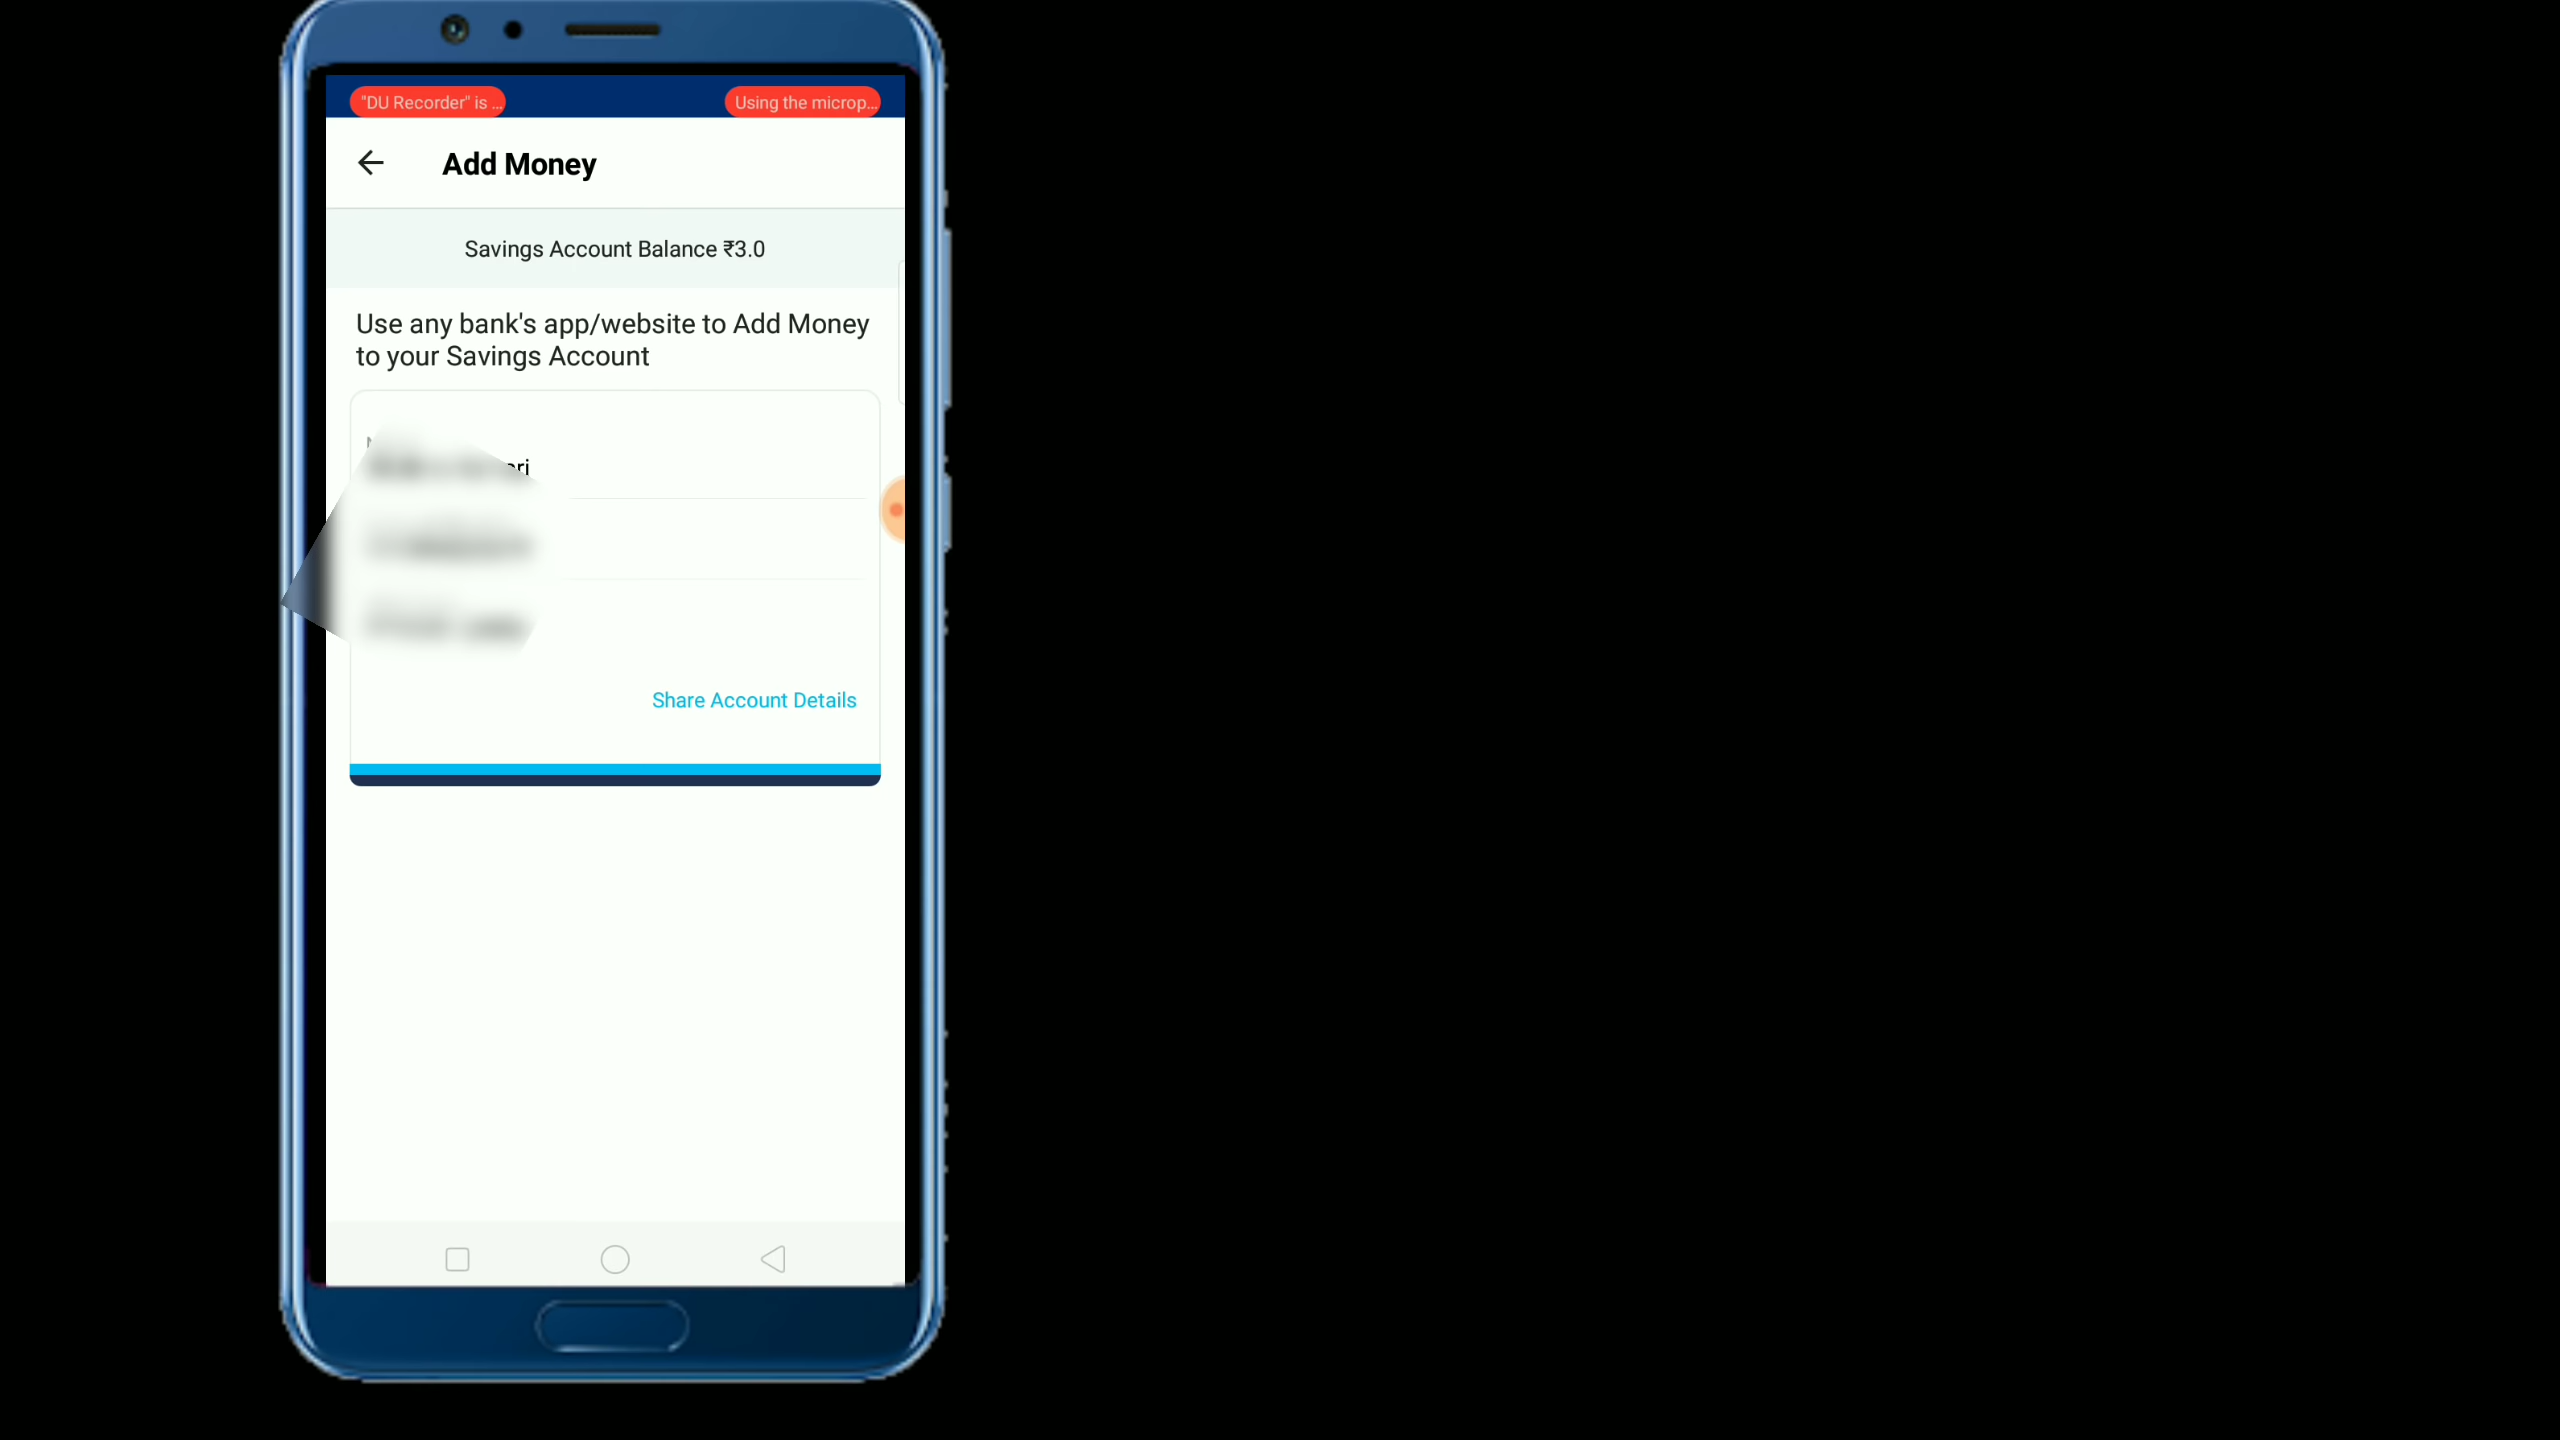 "DU Recorder" is ...
Using the microp...
Add Money
Savings Account Balance ₹3.0
Use any bank's app/website to Add Money
to your Savings Account
Share Account Details